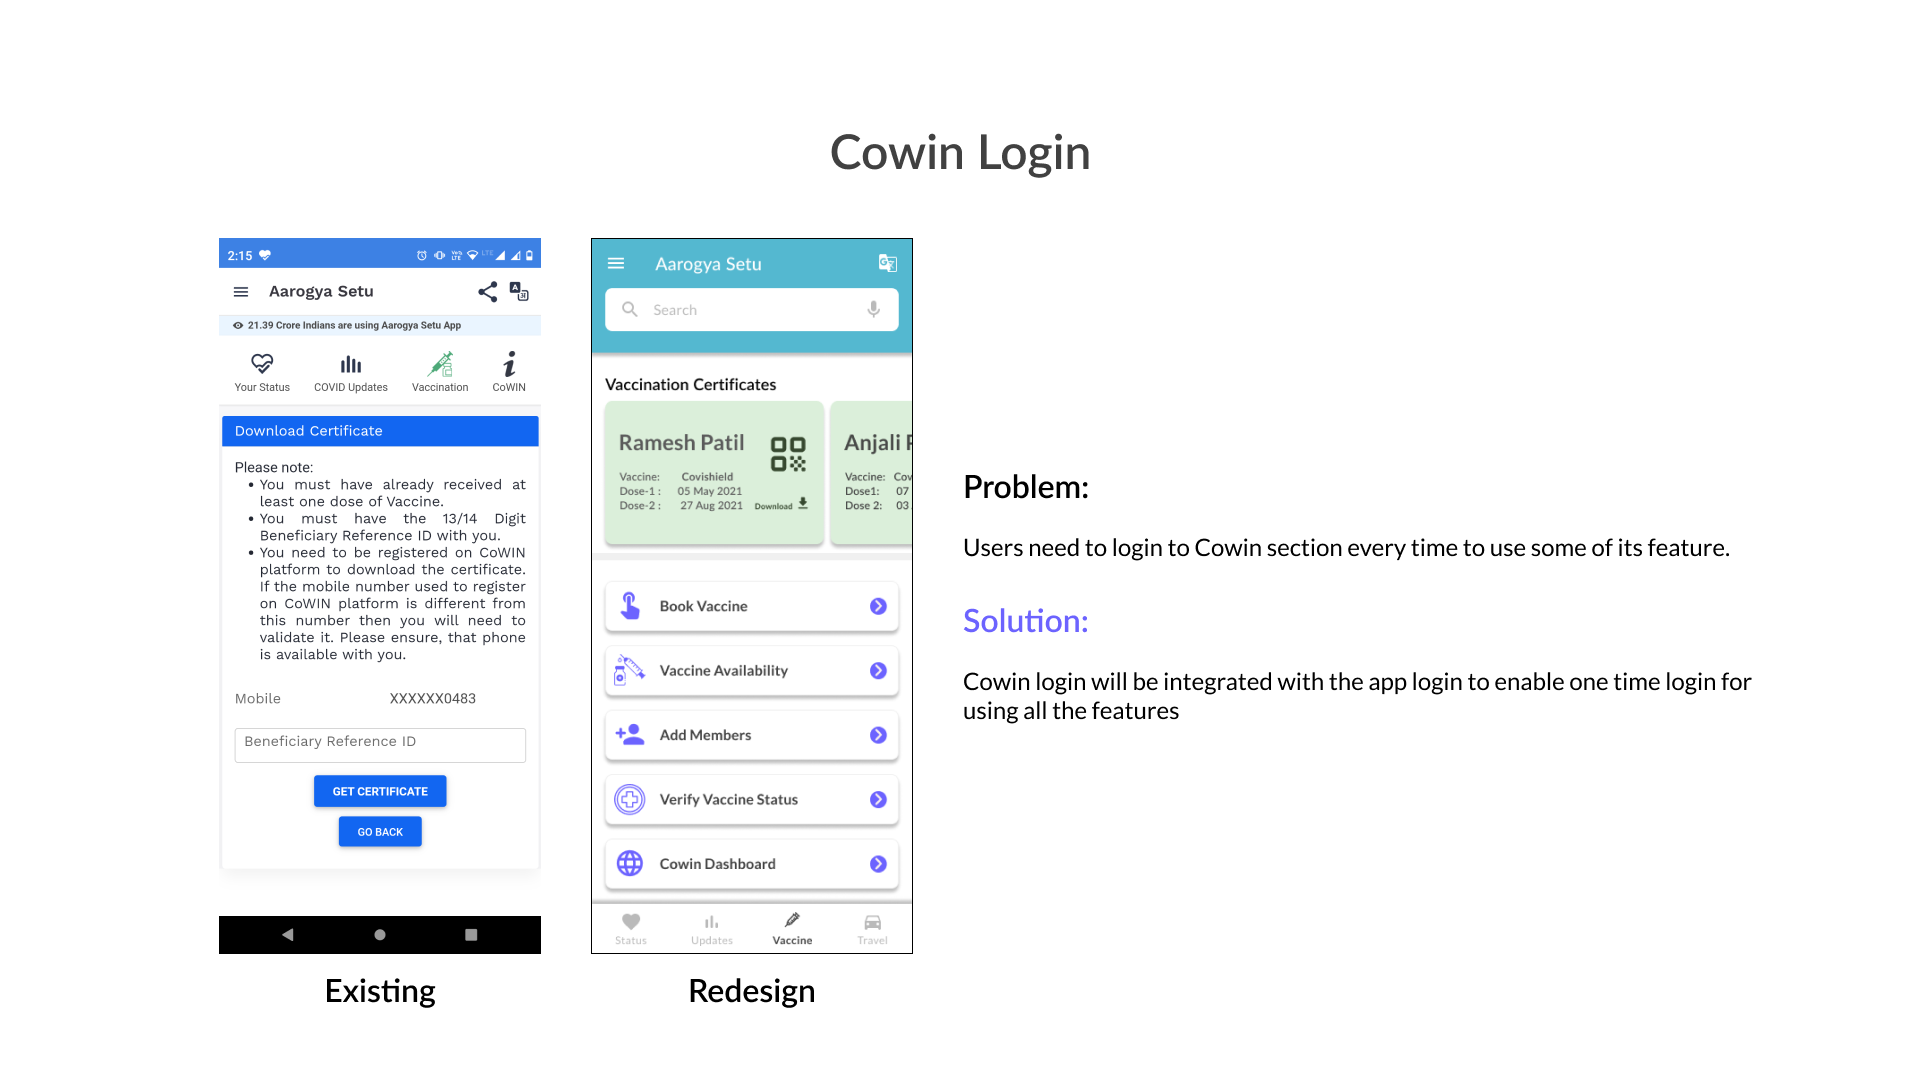 Cowin Login
2:15
VoWi LTE LTE
Aarogya Setu
21.39 Crore Indians are using Aarogya Setu App
Your Status
COVID Updates
Vaccination
CoWIN
Download Certificate
Please note:
• You must have already received at
least one dose of Vaccine.
• You must have the 13/14 Digit
Beneficiary Reference ID with you.
• You need to be registered on CoWIN
platform to download the certificate.
If the mobile number used to register
on CoWIN platform is different from
this number then you will need to
validate it. Please ensure, that phone
is available with you.
Mobile XXXXXX0483
Beneficiary Reference ID
GET CERTIFICATE
GO BACK
Existing
Aarogya Setu
Search
Vaccination Certificates
Ramesh Patil
Vaccine: Covishield
Dose-1 : 05 May 2021
Dose-2 : 27 Aug 2021
Download
Anjali P
Vaccine: Cov
Dose1: 07
Dose 2: 03
Book Vaccine
Vaccine Availability
Add Members
Verify Vaccine Status
Cowin Dashboard
Status
Updates
Vaccine
Travel
Redesign
Problem:
Users need to login to Cowin section every time to use some of its feature.
Solution:
Cowin login will be integrated with the app login to enable one time login for
using all the features